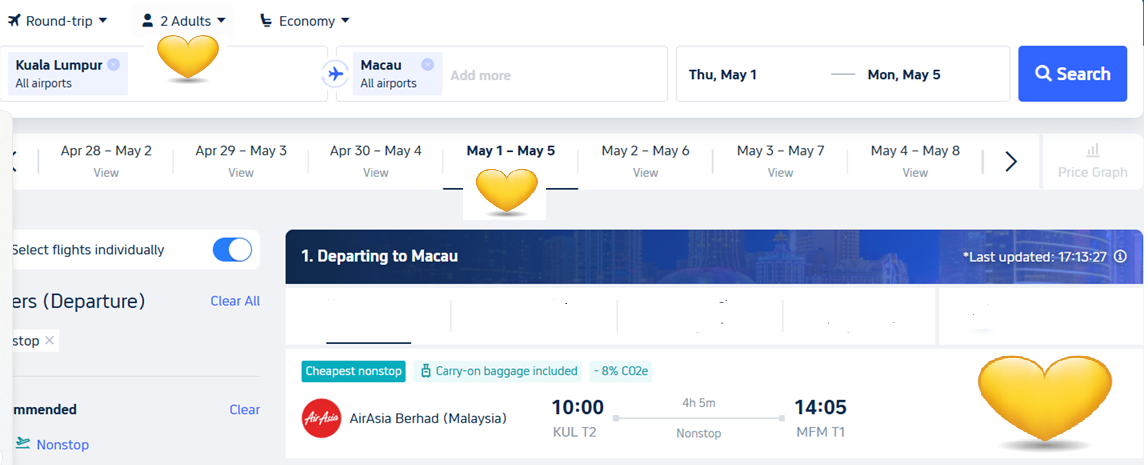 Round-trip 2 Adults Economy
Kuala Lumpur
All airports
Macau
All airports
Add more
Thu, May 1 — Mon, May 5
Search
Apr 28 – May 2
View
Apr 29 – May 3
View
Apr 30 – May 4
View
May 1 – May 5
May 2 – May 6
View
May 3 – May 7
View
May 4 – May 8
View
Price Graph
Select flights individually
ers (Departure) Clear All
stop
mmended Clear
Nonstop
1. Departing to Macau
*Last updated: 17:13:27
Cheapest nonstop Carry-on baggage included - 8% CO2e
AirAsia
AirAsia Berhad (Malaysia)
10:00
KUL T2
4h 5m
Nonstop
14:05
MFM T1